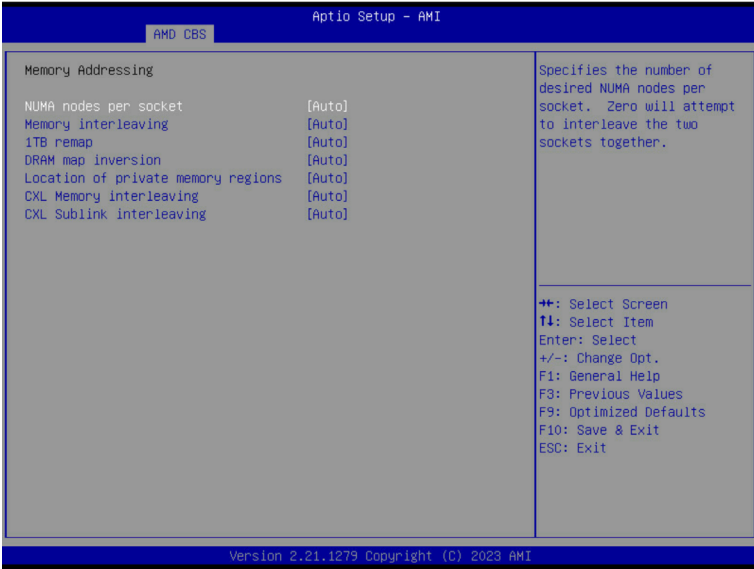 Aptio Setup – AMI
AMD CBS
Memory Addressing
NUMA nodes per socket [Auto]
Memory interleaving [Auto]
1TB remap [Auto]
DRAM map inversion [Auto]
Location of private memory regions [Auto]
CXL Memory interleaving [Auto]
CXL Sublink interleaving [Auto]
Specifies the number of
desired NUMA nodes per
socket. Zero will attempt
to interleave the two
sockets together.
→←: Select Screen
↑↓: Select Item
Enter: Select
+/-: Change Opt.
F1: General Help
F3: Previous Values
F9: Optimized Defaults
F10: Save & Exit
ESC: Exit
Version 2.21.1279 Copyright (C) 2023 AMI